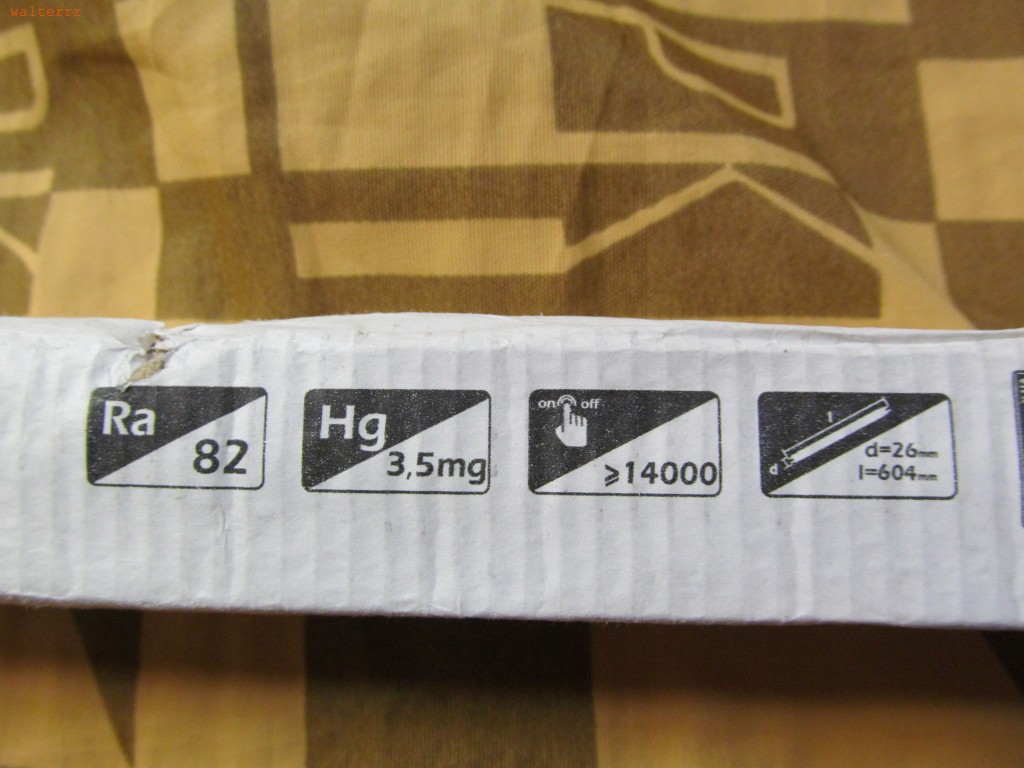 walterrr
Ra
82
Hg
3,5mg
on off
≥14000
l
d
d=26mm
l=604mm